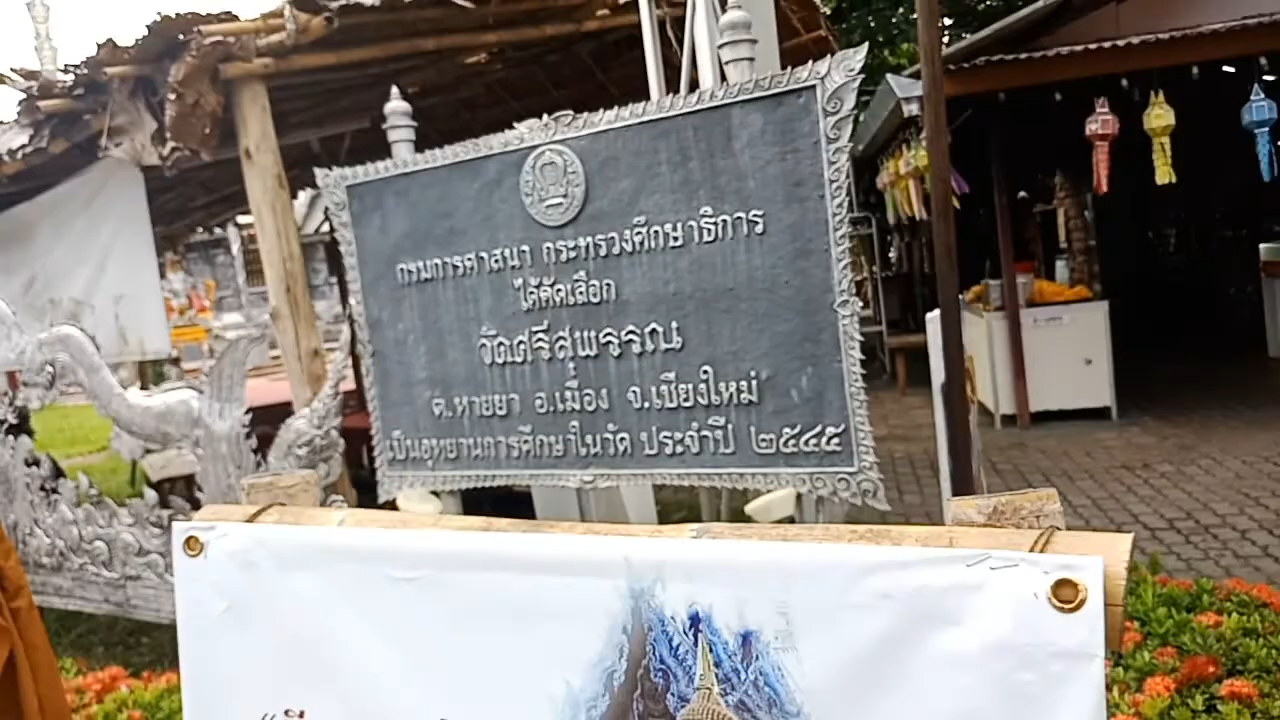 กรมการศาสนา กระทรวงศึกษาธิการ
ได้คัดเลือก
วัดศรีสุพรรณ
ต.หายยา อ.เมือง จ.เชียงใหม่
เป็นอุทยานการศึกษาในวัด ประจำปี ๒๕๔๕